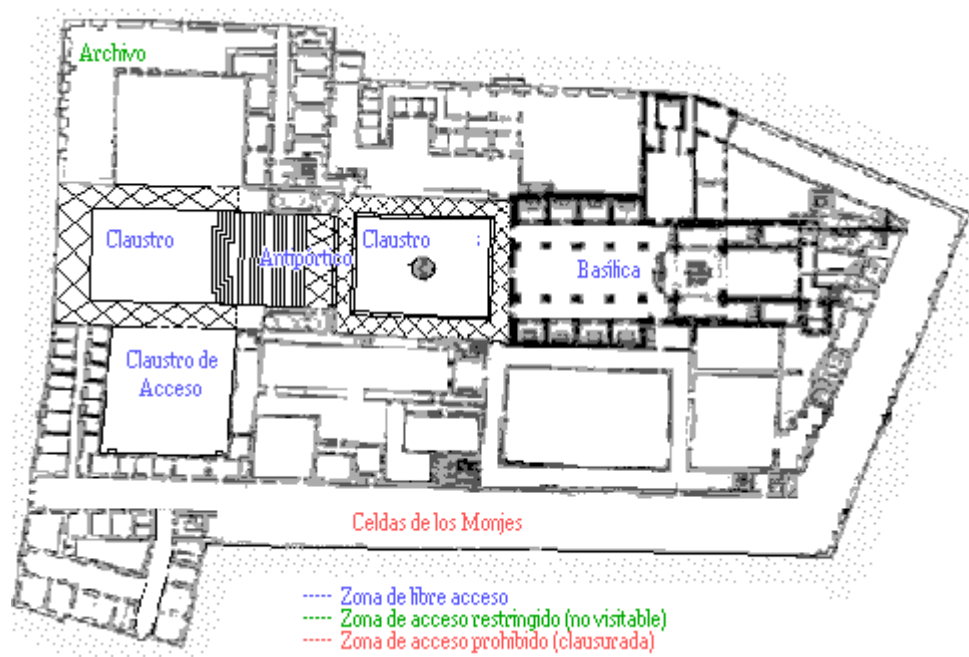 Archivo
Claustro
Antipórtico
Claustro
Basílica
Claustro de
Acceso
Celdas de los Monjes
Zona de libre acceso
Zona de acceso restringido (no visitable)
Zona de acceso prohibido (clausurada)